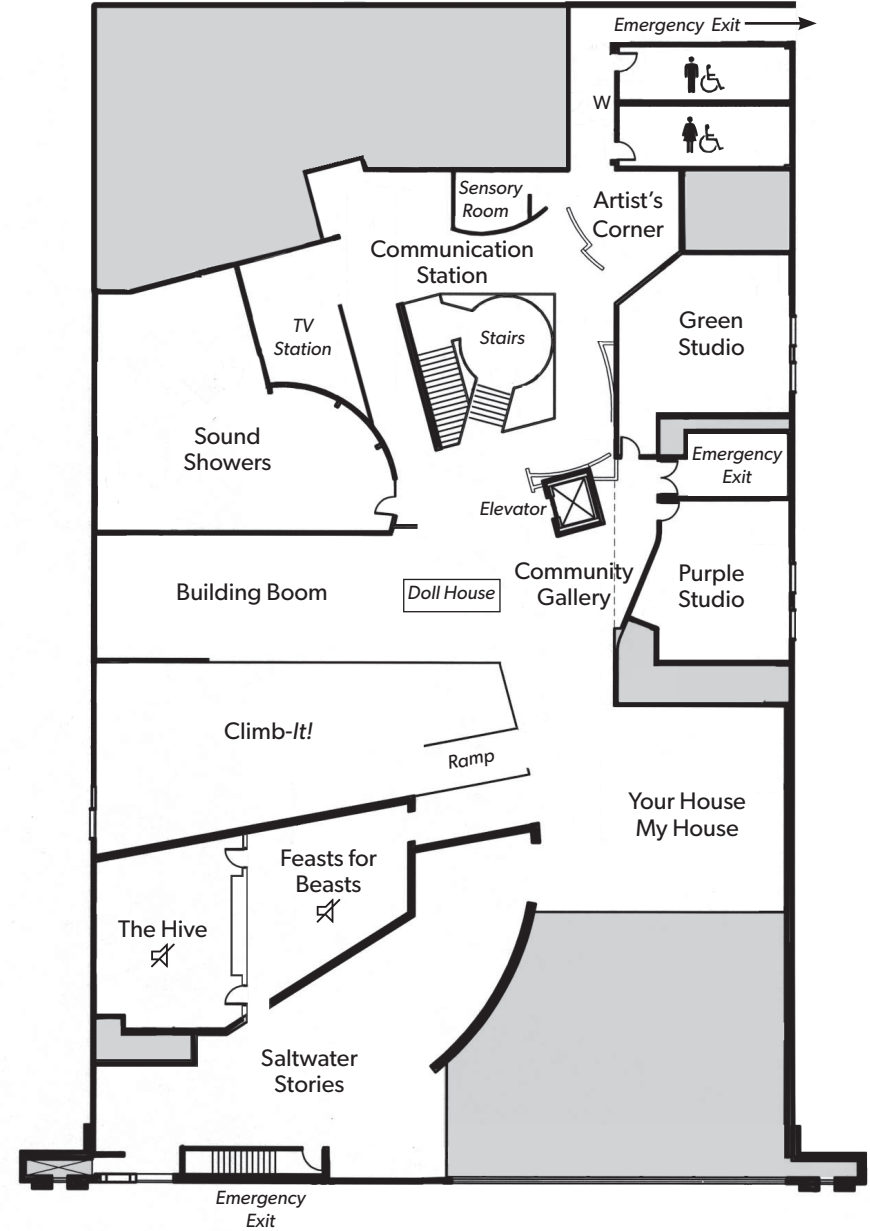 Emergency Exit
W
Sensory
Room
Artist's
Corner
Communication
Station
TV
Station
Stairs
Green
Studio
Sound
Showers
Emergency
Exit
Elevator
Building Boom
Doll House
Community
Gallery
Purple
Studio
Climb-It!
Ramp
Your House
My House
Feasts for
Beasts
The Hive
Saltwater
Stories
Emergency
Exit